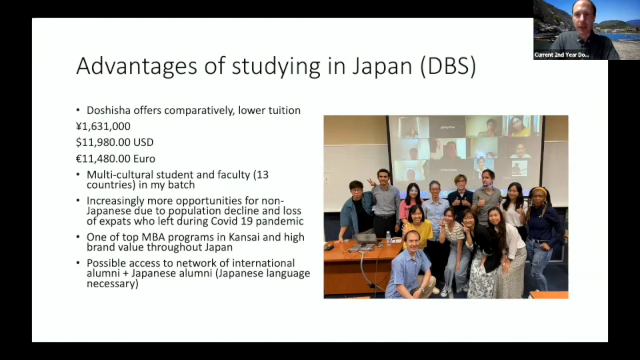 Advantages of studying in Japan (DBS)
• Doshisha offers comparatively, lower tuition
¥1,631,000
$11,980.00 USD
€11,480.00 Euro
• Multi-cultural student and faculty (13
countries) in my batch
• Increasingly more opportunities for non-
Japanese due to population decline and loss
of expats who left during Covid 19 pandemic
• One of top MBA programs in Kansai and high
brand value throughout Japan
• Possible access to network of international
alumni + Japanese alumni (Japanese language
necessary)
Current 2nd Year Do...